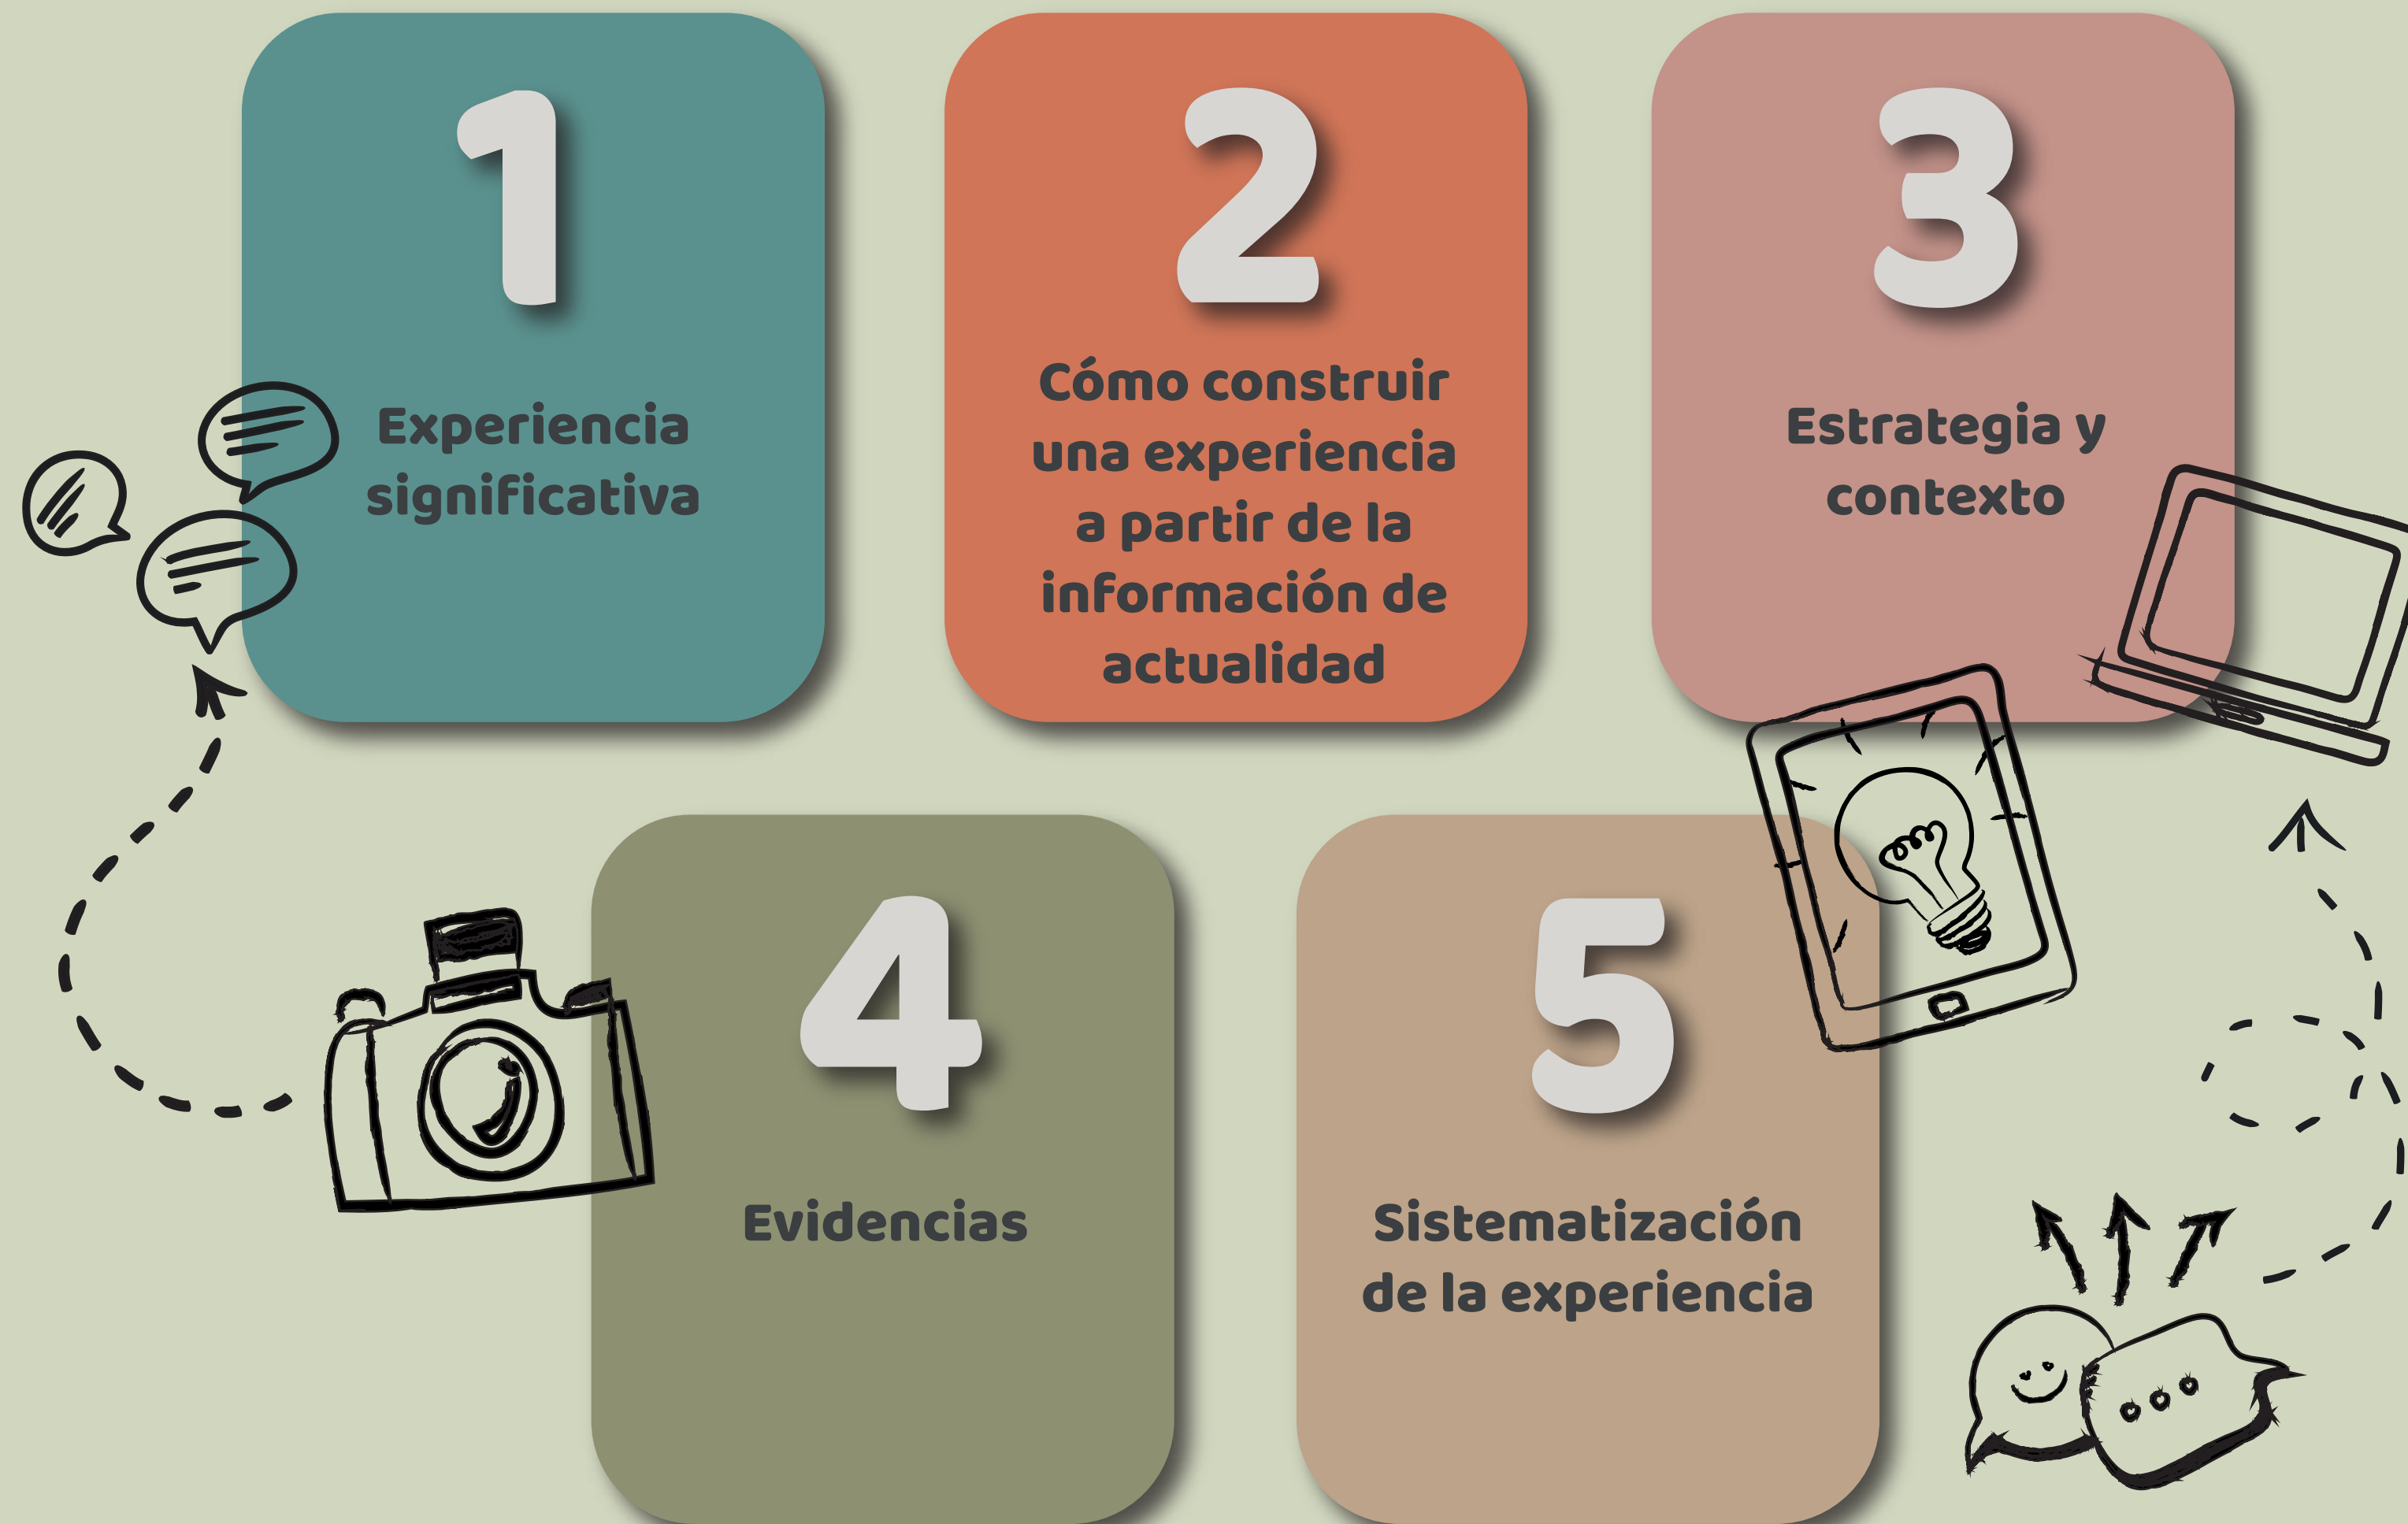 1
Experiencia
significativa
2
Cómo construir
una experiencia
a partir de la
información de
actualidad
3
Estrategia y
contexto
4
Evidencias
5
Sistematización
de la experiencia